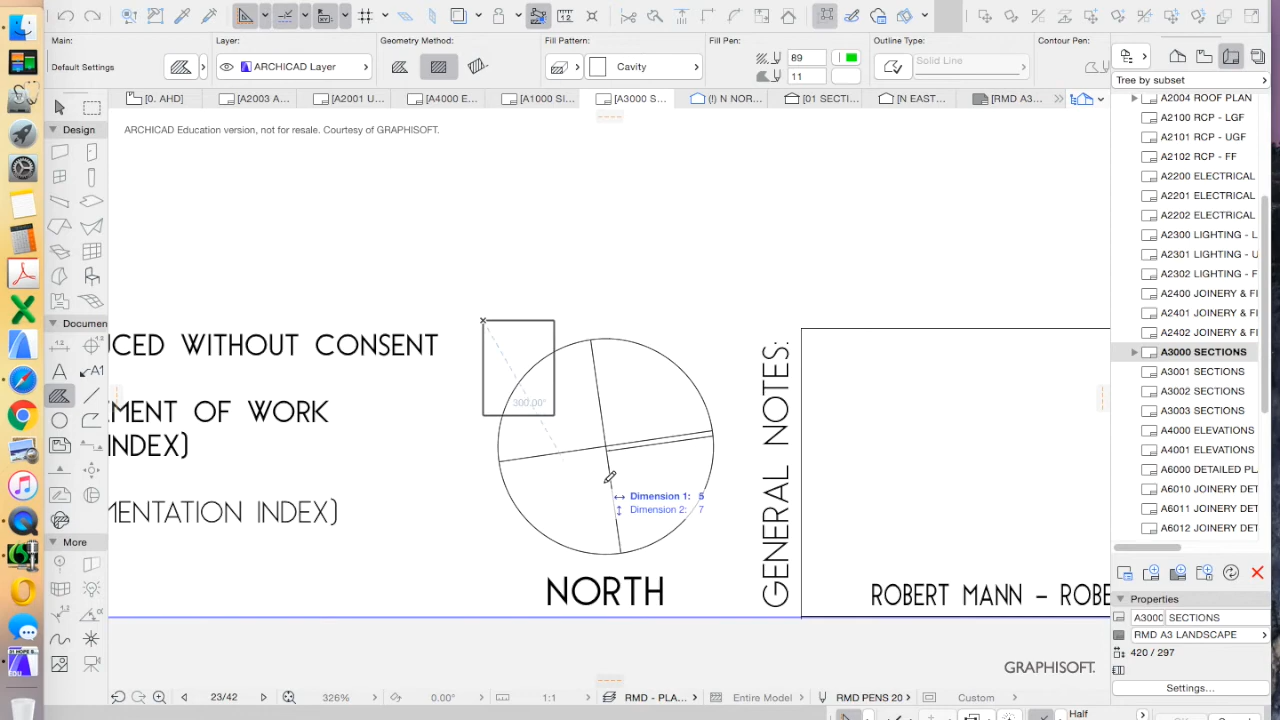 Main:
Layer:
Geometry Method:
Fill Pattern:
Fill Pen:
Outline Type:
Contour Pen:
Default Settings
ARCHICAD Layer
Cavity
89
11
Solid Line
Tree by subset
[0. AHD]
[A2003 A...
[A2001 U...
[A4000 E...
[A1000 SI...
[A3000 S...
(!) N NOR...
[01 SECTI...
[N EAST...
[RMD A3...
Design
ARCHICAD Education version, not for resale. Courtesy of GRAPHISOFT.
A2004 ROOF PLAN
A2100 RCP - LGF
A2101 RCP - UGF
A2102 RCP - FF
A2200 ELECTRICAL
A2201 ELECTRICAL
A2202 ELECTRICAL
A2300 LIGHTING - L
A2301 LIGHTING - U
A2302 LIGHTING - F
A2400 JOINERY & FI
A2401 JOINERY & FI
A2402 JOINERY & FI
A3000 SECTIONS
A3001 SECTIONS
A3002 SECTIONS
A3003 SECTIONS
A4000 ELEVATIONS
A4001 ELEVATIONS
A6000 DETAILED PL
A6010 JOINERY DET
A6011 JOINERY DET
A6012 JOINERY DET
Documen
UCED WITHOUT CONSENT
EMENT OF WORK
INDEX)
MENTATION INDEX)
300.00°
Dimension 1: 5
Dimension 2: 7
NORTH
GENERAL NOTES:
ROBERT MANN - ROBE
More
Properties
A3000 SECTIONS
RMD A3 LANDSCAPE
420 / 297
Settings...
GRAPHISOFT.
23/42
326%
0.00°
1:1
RMD - PLA...
Entire Model
RMD PENS 20
Custom
Half
EDU